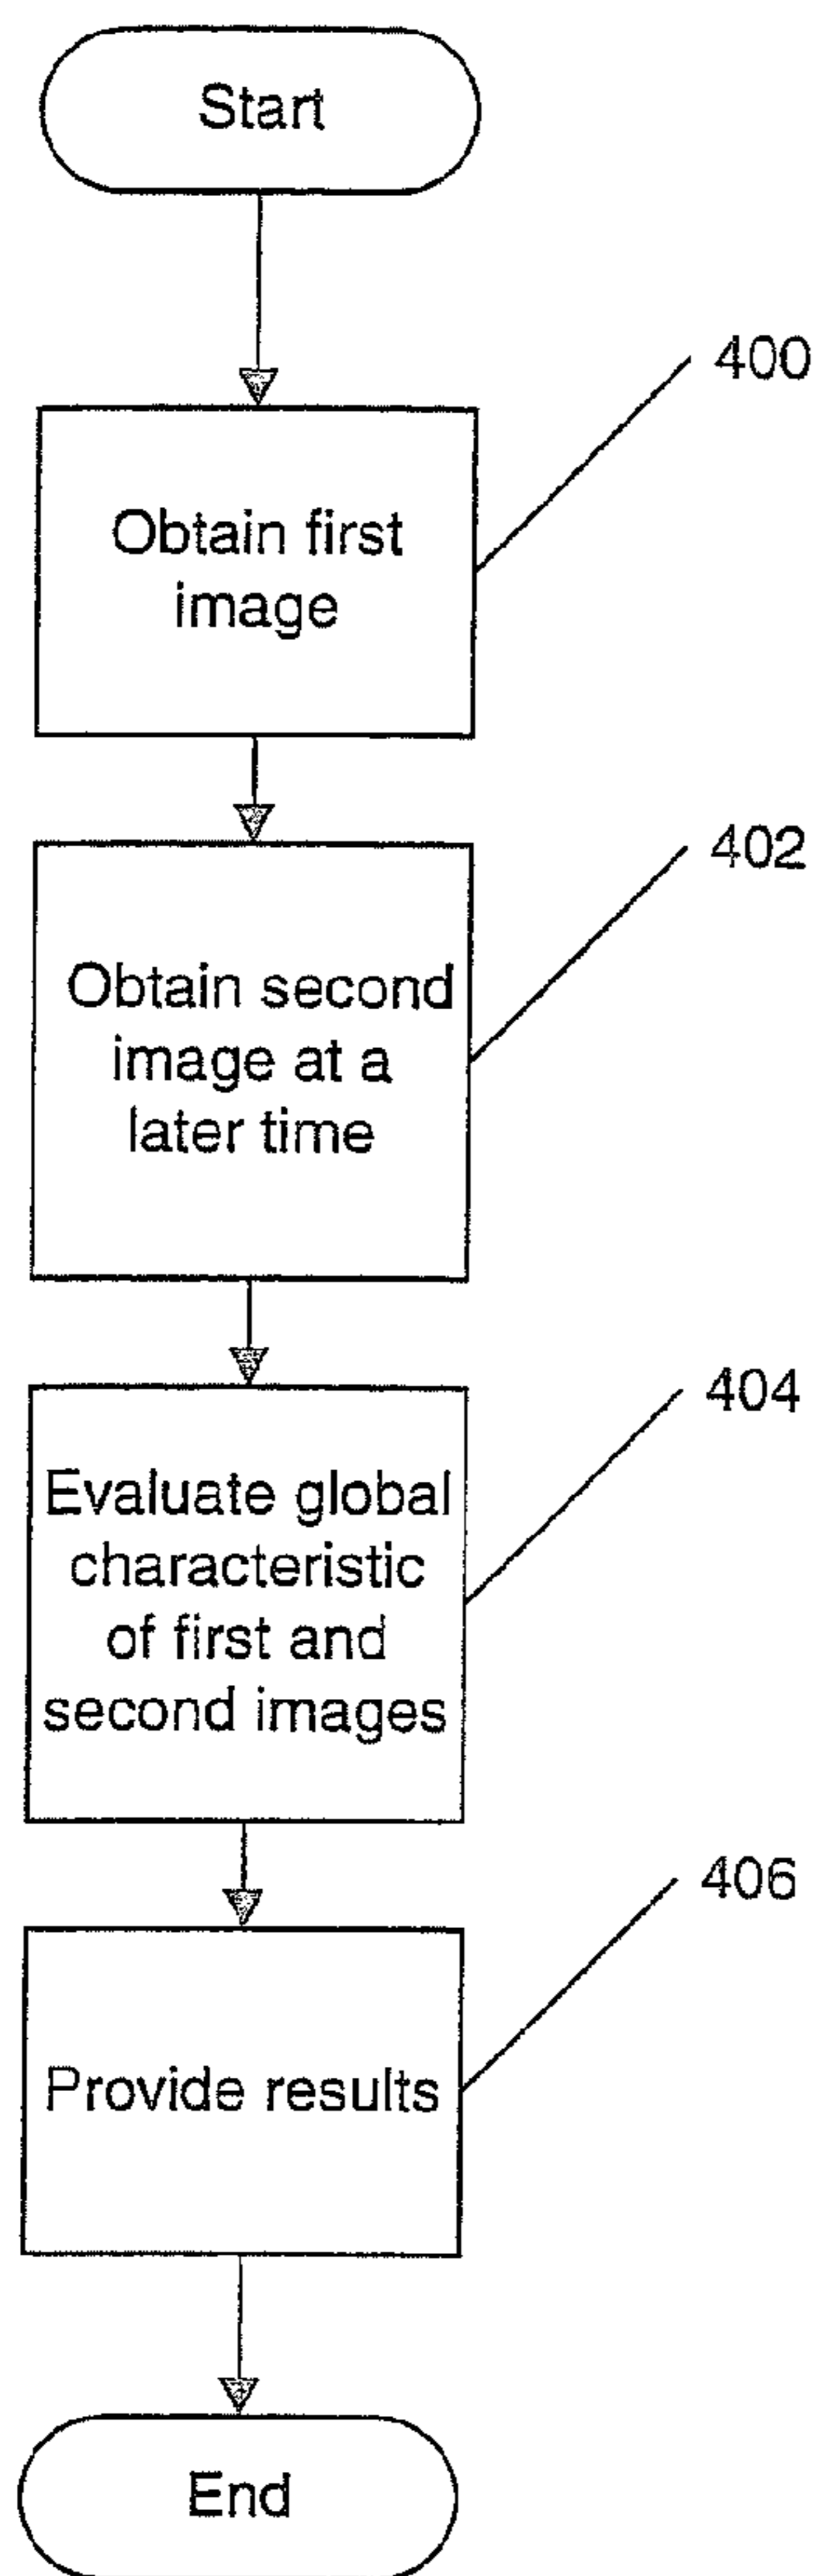 Start
400
Obtain first
image
402
Obtain second
image at a
later time
404
Evaluate global
characteristic
of first and
second images
406
Provide results
End